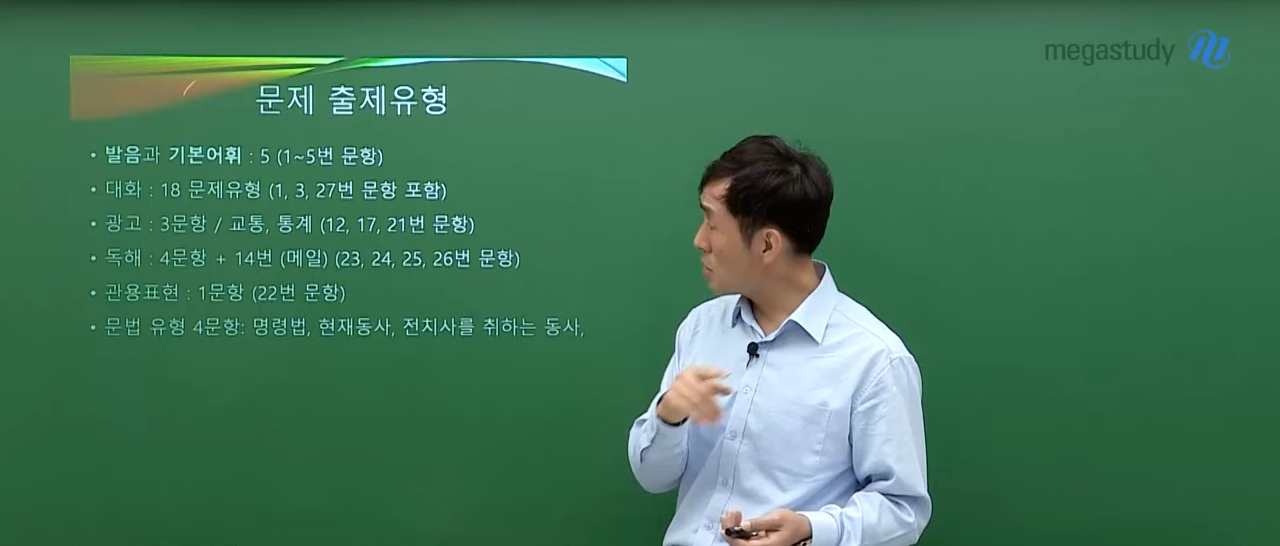 megastudy
문제 출제유형
• 발음과 기본어휘 : 5 (1~5번 문항)
• 대화 : 18 문제유형 (1, 3, 27번 문항 포함)
• 광고 : 3문항 / 교통, 통계 (12, 17, 21번 문항)
• 독해 : 4문항 + 14번 (메일) (23, 24, 25, 26번 문항)
• 관용표현 : 1문항 (22번 문항)
• 문법 유형 4문항: 명령법, 현재동사, 전치사를 취하는 동사,